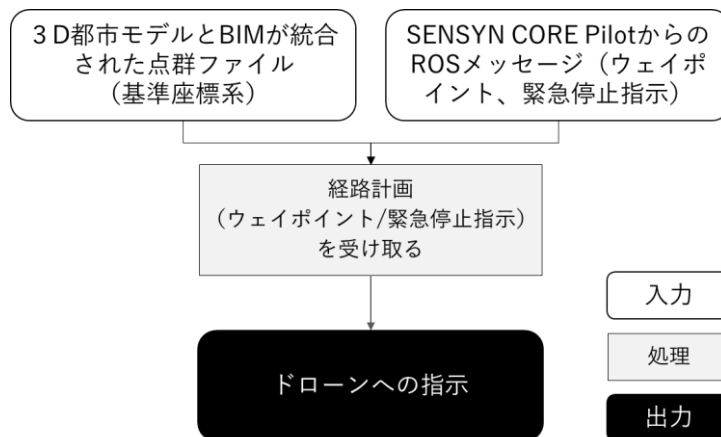 ３D都市モデルとBIMが統合
された点群ファイル
（基準座標系）
SENSYN CORE Pilotからの
ROSメッセージ（ウェイポ
イント、緊急停止指示）
経路計画
（ウェイポイント/緊急停止指示）
を受け取る
ドローンへの指示
入力
処理
出力